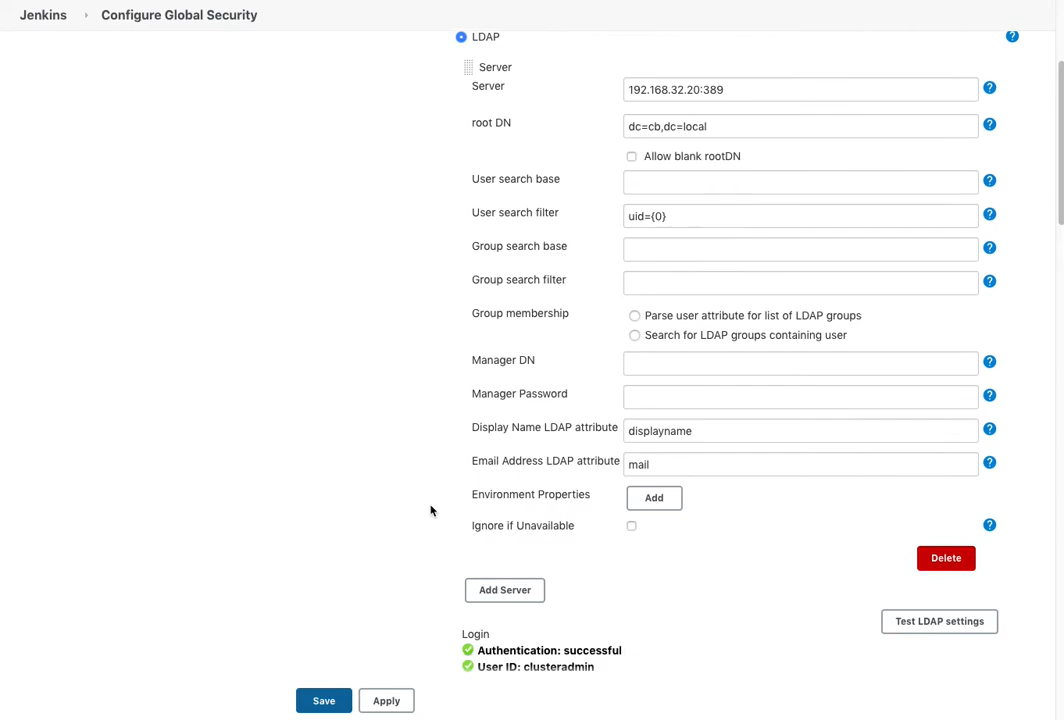 Jenkins › Configure Global Security
LDAP ?
Server
Server 192.168.32.20:389 ?
root DN dc=cb,dc=local ?
Allow blank rootDN
User search base ?
User search filter uid={0} ?
Group search base ?
Group search filter ?
Group membership Parse user attribute for list of LDAP groups
Search for LDAP groups containing user
Manager DN ?
Manager Password ?
Display Name LDAP attribute displayname ?
Email Address LDAP attribute mail ?
Environment Properties Add
Ignore if Unavailable ?
Delete
Add Server
Test LDAP settings
Login
Authentication: successful
User ID: clusteradmin
Save Apply